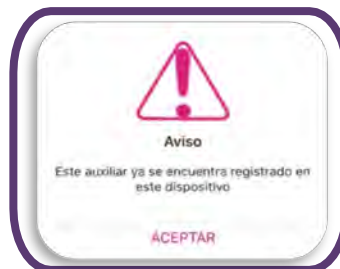 Aviso
Este auxiliar ya se encuentra registrado en
este dispositivo
ACEPTAR